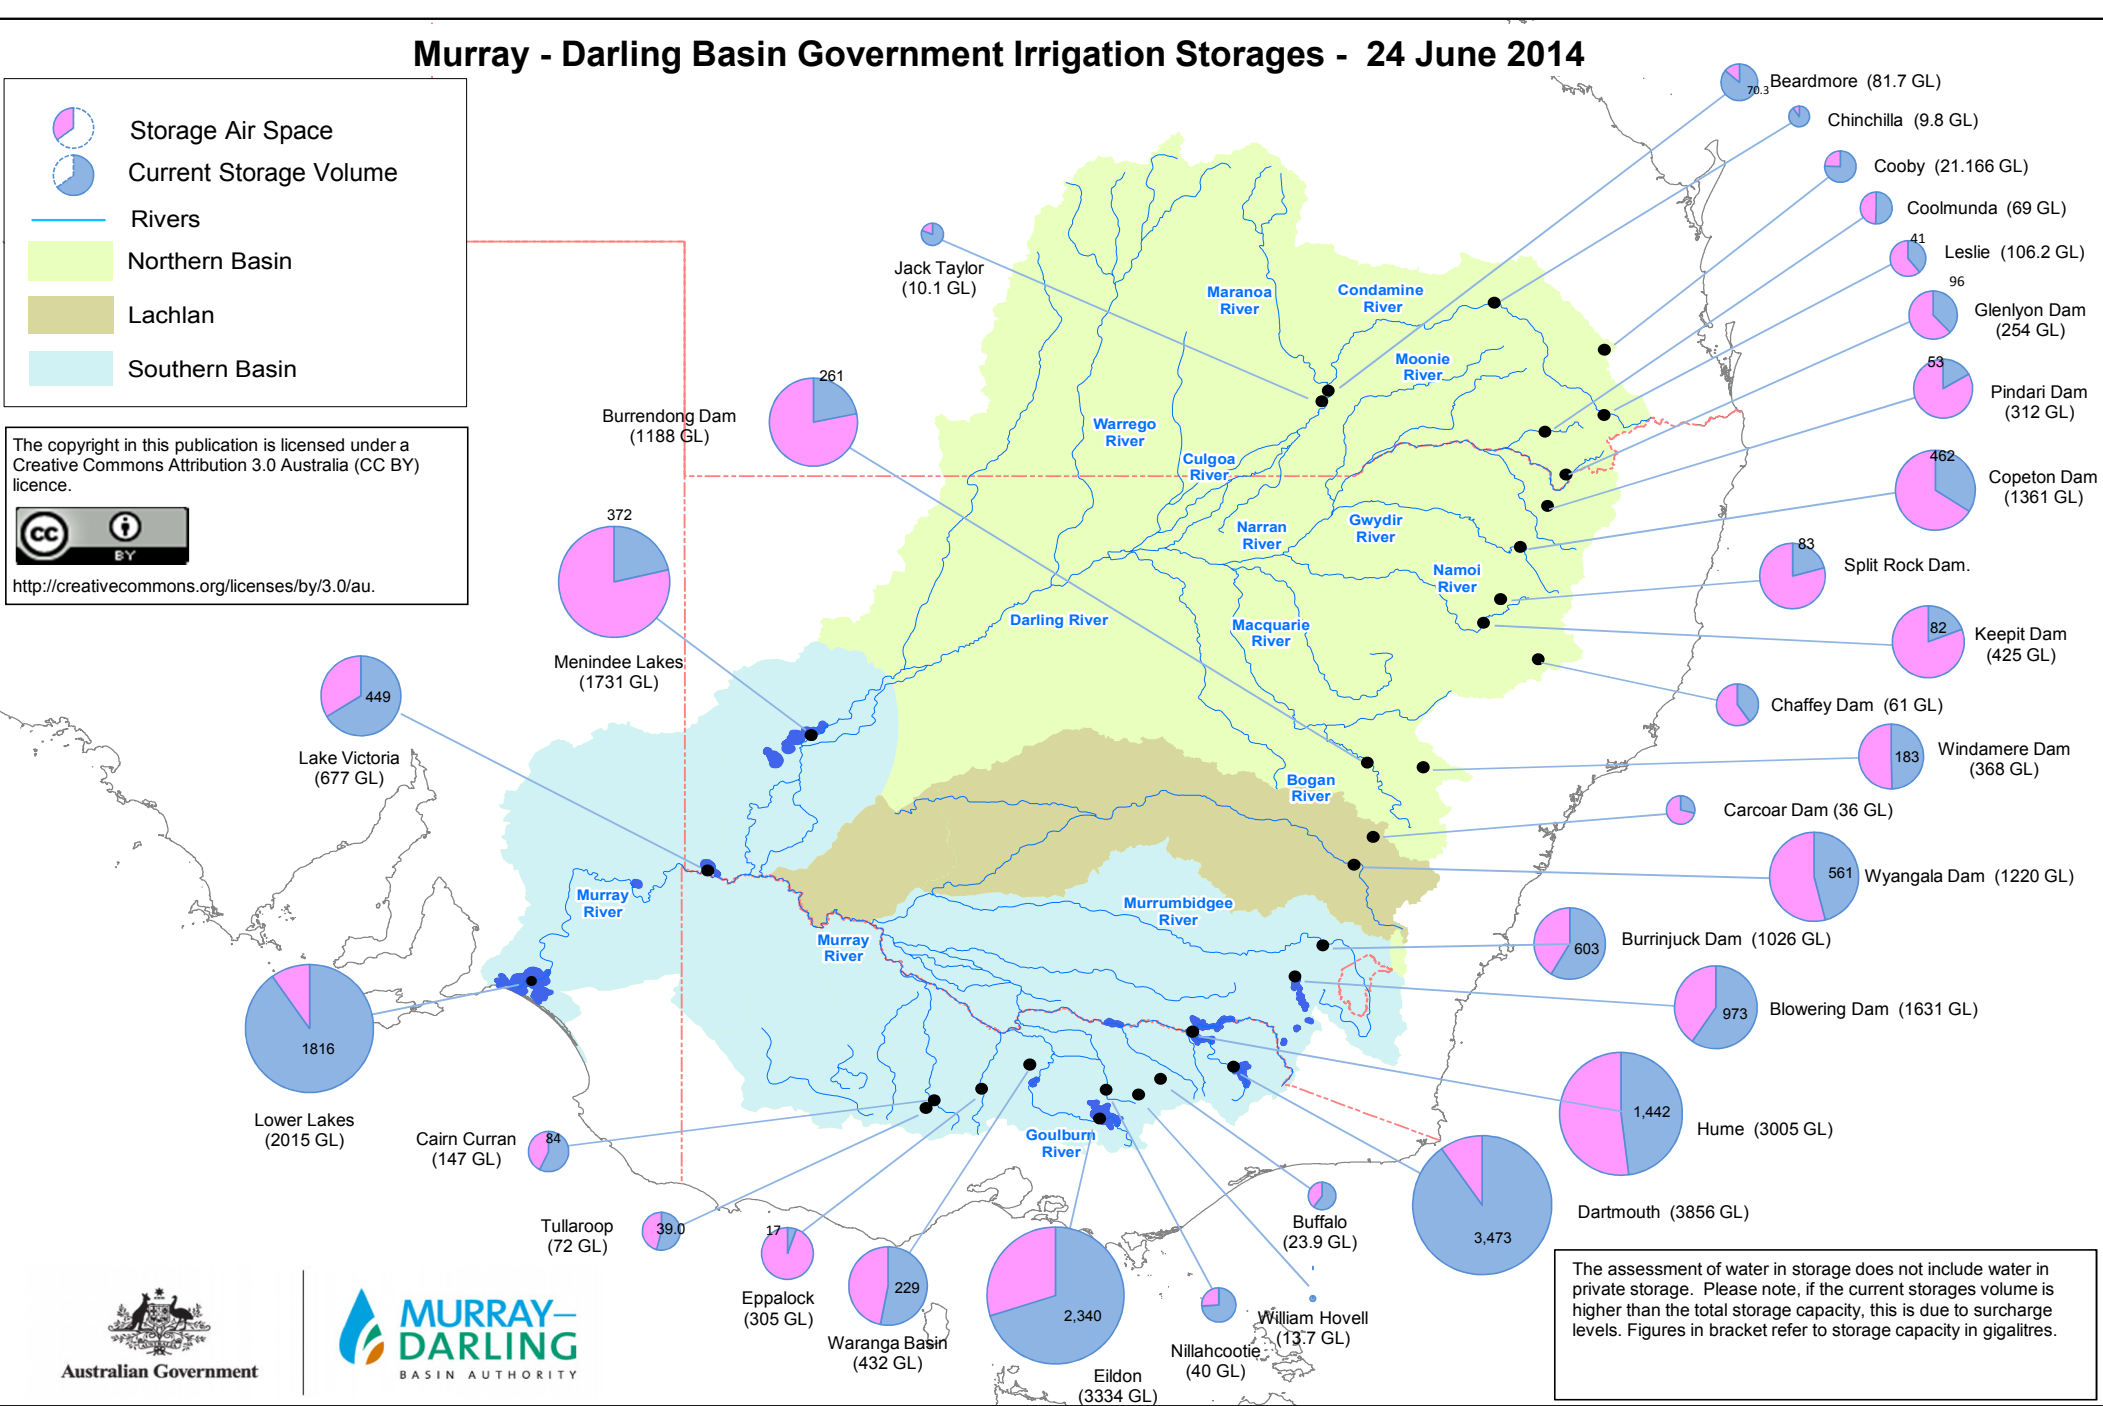 Murray - Darling Basin Government Irrigation Storages - 24 June 2014
Storage Air Space
Current Storage Volume
Rivers
Northern Basin
Lachlan
Southern Basin
The copyright in this publication is licensed under a
Creative Commons Attribution 3.0 Australia (CC BY)
licence.
cc
BY
http://creativecommons.org/licenses/by/3.0/au.
70.3
Beardmore (81.7 GL)
Chinchilla (9.8 GL)
Cooby (21.166 GL)
Coolmunda (69 GL)
41
Leslie (106.2 GL)
96
Glenlyon Dam
(254 GL)
53
Pindari Dam
(312 GL)
462
Copeton Dam
(1361 GL)
83
Split Rock Dam.
82
Keepit Dam
(425 GL)
Chaffey Dam (61 GL)
183
Windamere Dam
(368 GL)
Carcoar Dam (36 GL)
561
Wyangala Dam (1220 GL)
603
Burrinjuck Dam (1026 GL)
973
Blowering Dam (1631 GL)
1,442
Hume (3005 GL)
3,473
Dartmouth (3856 GL)
Jack Taylor
(10.1 GL)
261
Burrendong Dam
(1188 GL)
372
Menindee Lakes
(1731 GL)
449
Lake Victoria
(677 GL)
1816
Lower Lakes
(2015 GL)
84
Cairn Curran
(147 GL)
39.0
Tullaroop
(72 GL)
17
Eppalock
(305 GL)
229
Waranga Basin
(432 GL)
2,340
Eildon
(3334 GL)
Nillahcootie
(40 GL)
William Hovell
(13.7 GL)
Buffalo
(23.9 GL)
Maranoa
River
Condamine
River
Moonie
River
Warrego
River
Culgoa
River
Narran
River
Gwydir
River
Namoi
River
Darling River
Macquarie
River
Bogan
River
Murray
River
Murrumbidgee
River
Murray
River
Goulburn
River
Australian Government
MURRAY–
DARLING
BASIN AUTHORITY
The assessment of water in storage does not include water in
private storage. Please note, if the current storages volume is
higher than the total storage capacity, this is due to surcharge
levels. Figures in bracket refer to storage capacity in gigalitres.